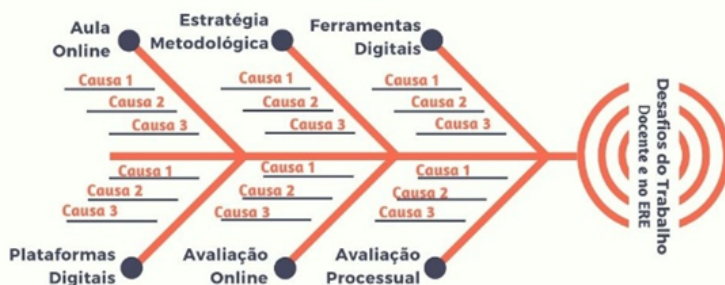 Aula
Online
Estratégia
Metodológica
Ferramentas
Digitais
Causa 1
Causa 2
Causa 3
Causa 1
Causa 2
Causa 3
Causa 1
Causa 2
Causa 3
Causa 1
Causa 2
Causa 3
Causa 1
Causa 2
Causa 3
Causa 1
Causa 2
Causa 3
Plataformas
Digitais
Avaliação
Online
Avaliação
Processual
Desafios do Trabalho
Docente e no ERE